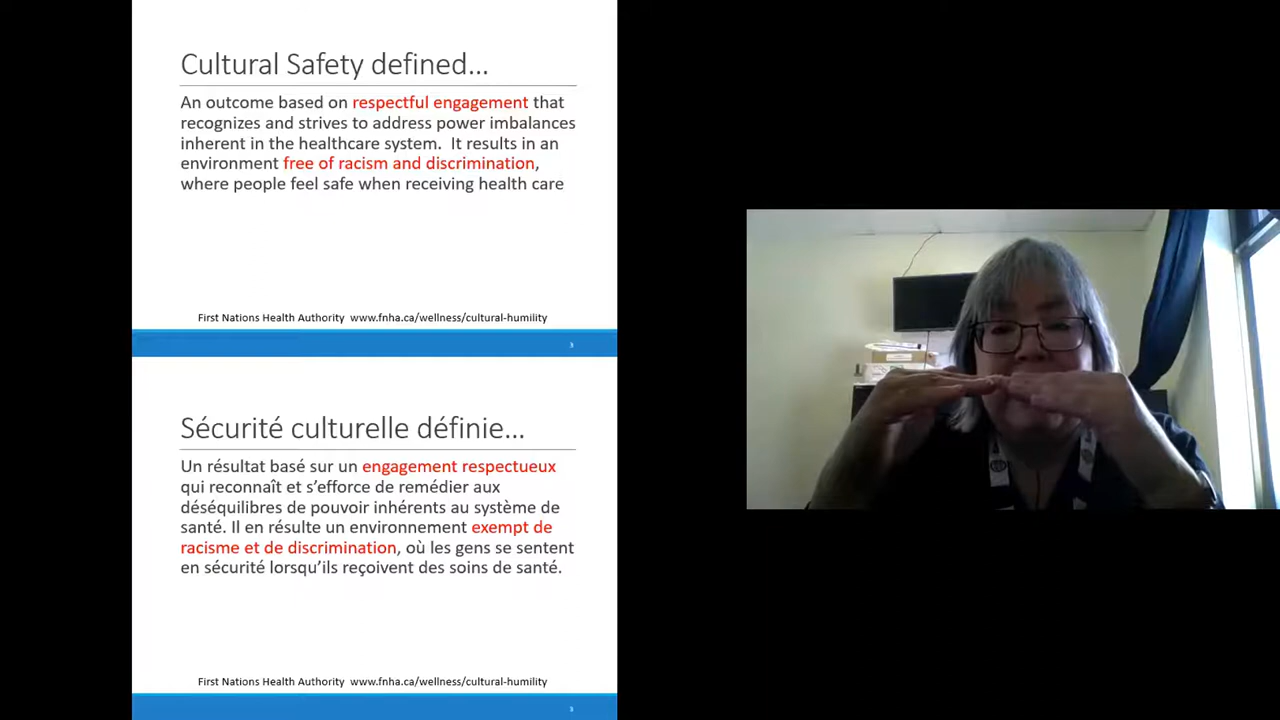 Cultural Safety defined...
An outcome based on respectful engagement that
recognizes and strives to address power imbalances
inherent in the healthcare system.  It results in an
environment free of racism and discrimination,
where people feel safe when receiving health care
First Nations Health Authority  www.fnha.ca/wellness/cultural-humility
3
Sécurité culturelle définie...
Un résultat basé sur un engagement respectueux
qui reconnaît et s’efforce de remédier aux
déséquilibres de pouvoir inhérents au système de
santé. Il en résulte un environnement exempt de
racisme et de discrimination, où les gens se sentent
en sécurité lorsqu’ils reçoivent des soins de santé.
First Nations Health Authority  www.fnha.ca/wellness/cultural-humility
3